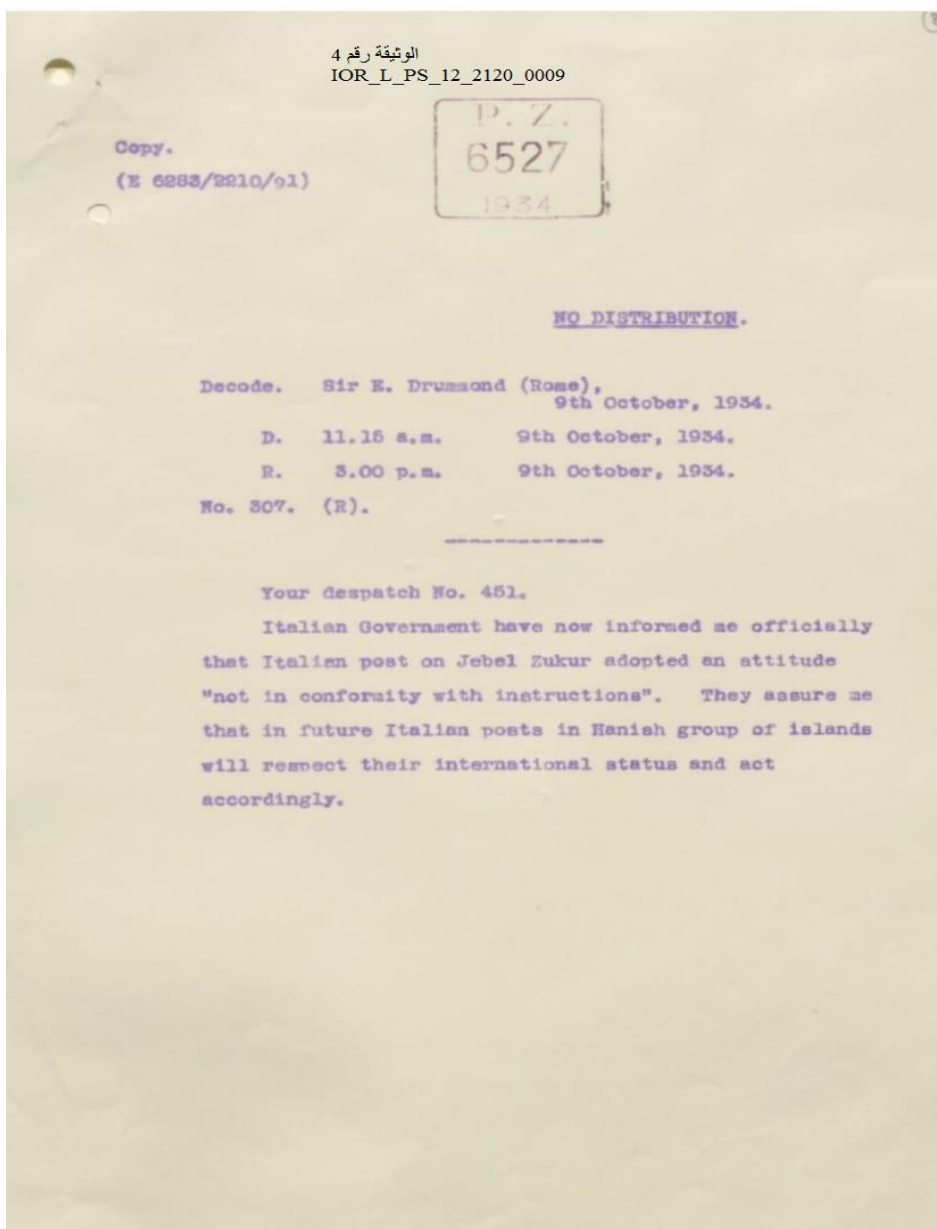 الوثيقة رقم 4
IOR_L_PS_12_2120_0009
P. Z.
6527
1934
Copy.
(E 6283/2210/91)
NO DISTRIBUTION.
Decode. Sir E. Drummond (Rome),
9th October, 1934.
D. 11.15 a.m. 9th October, 1934.
R. 3.00 p.m. 9th October, 1934.
No. 307. (R).
-------------
Your despatch No. 451.
Italian Government have now informed me officially
that Italian post on Jebel Zukur adopted an attitude
"not in conformity with instructions". They assure me
that in future Italian posts in Hanish group of islands
will respect their international status and act
accordingly.